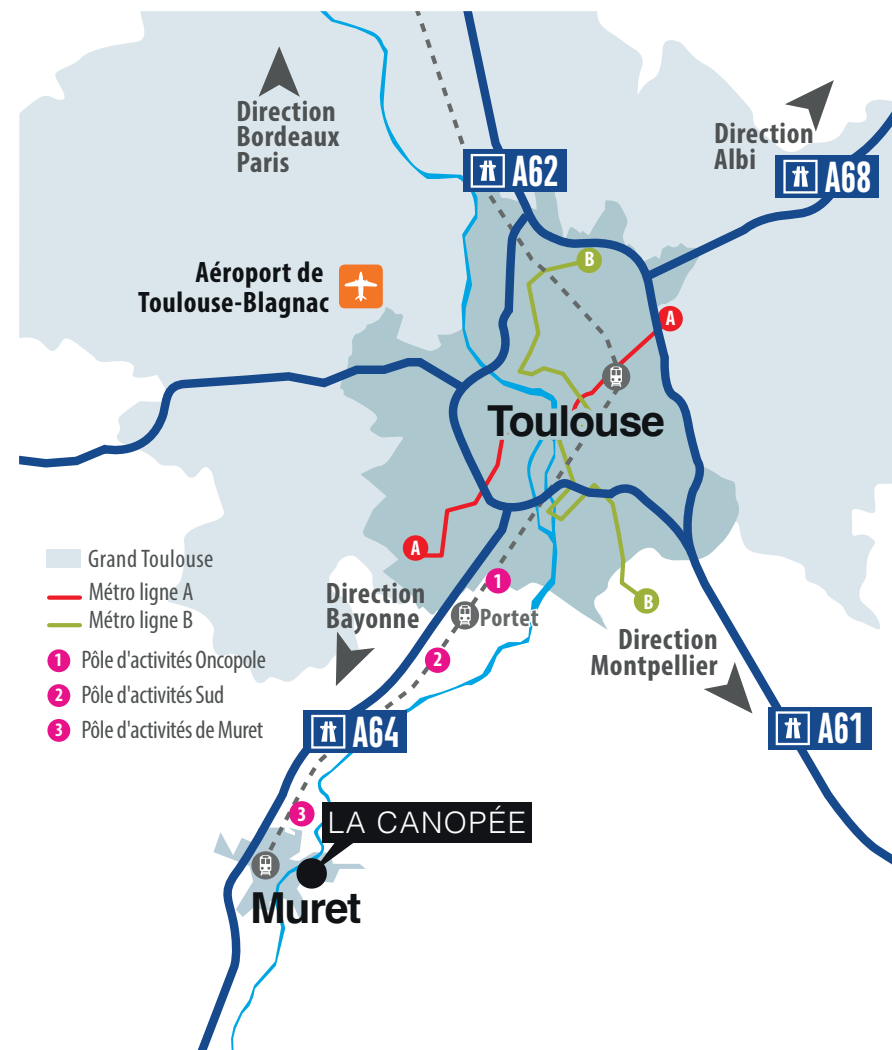 Direction
Bordeaux
Paris
A62
Direction
Albi
A68
Aéroport de
Toulouse-Blagnac
B
A
Toulouse
A
Grand Toulouse
Métro ligne A
Métro ligne B
1 Pôle d'activités Oncopole
2 Pôle d'activités Sud
3 Pôle d'activités de Muret
1
Direction
Bayonne
Portet
B
2
Direction
Montpellier
A64
A61
3
LA CANOPÉE
Muret